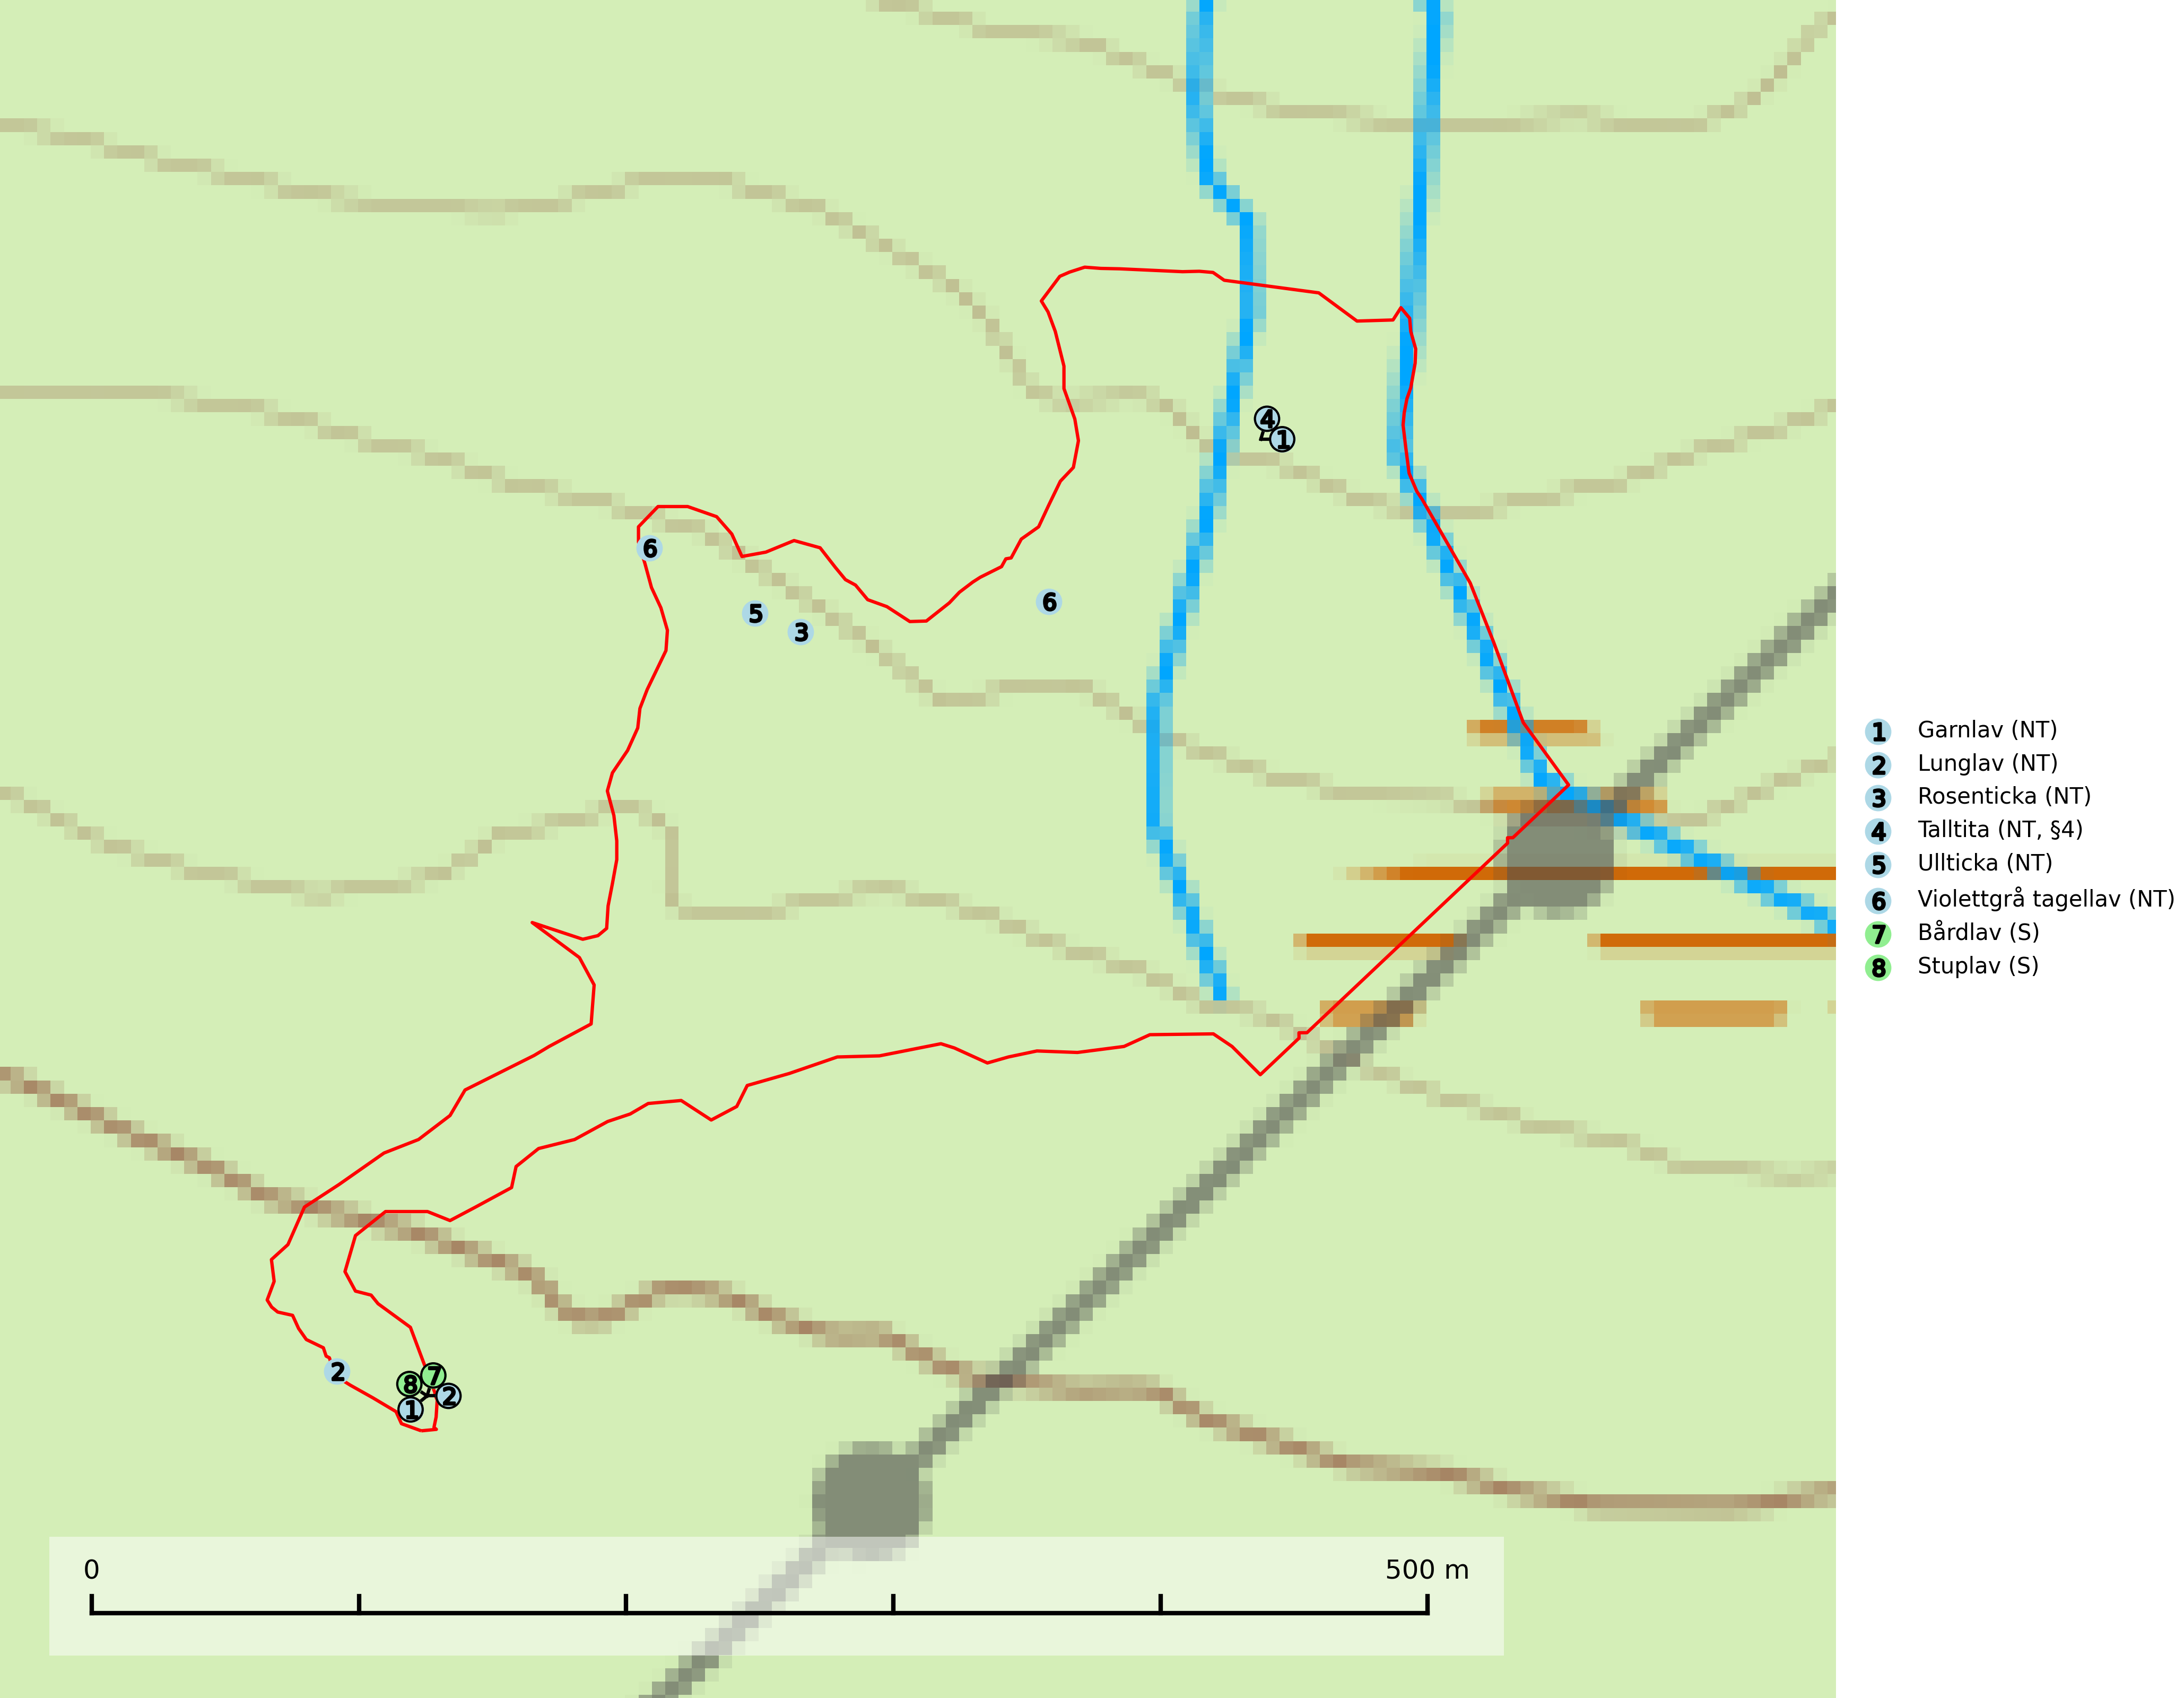 4
1
6
6
5
3
1 Garnlav (NT)
2 Lunglav (NT)
3 Rosenticka (NT)
4 Talltita (NT, §4)
5 Ullticka (NT)
6 Violettgrå tagellav (NT)
7 Bårdlav (S)
8 Stuplav (S)
2
7
8
2
1
0 500 m